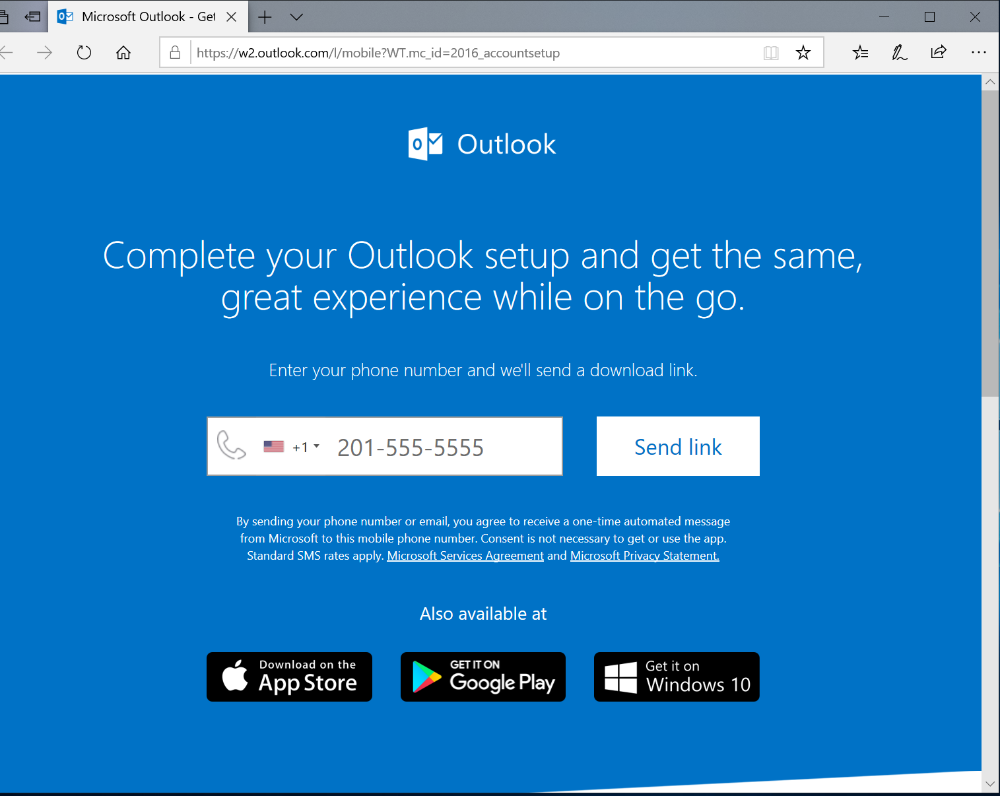 Microsoft Outlook - Get
https://w2.outlook.com/l/mobile?WT.mc_id=2016_accountsetup
Outlook
Complete your Outlook setup and get the same,
great experience while on the go.
Enter your phone number and we'll send a download link.
+1 201-555-5555
Send link
By sending your phone number or email, you agree to receive a one-time automated message
from Microsoft to this mobile phone number. Consent is not necessary to get or use the app.
Standard SMS rates apply. Microsoft Services Agreement and Microsoft Privacy Statement.
Also available at
Download on the
App Store
GET IT ON
Google Play
Get it on
Windows 10